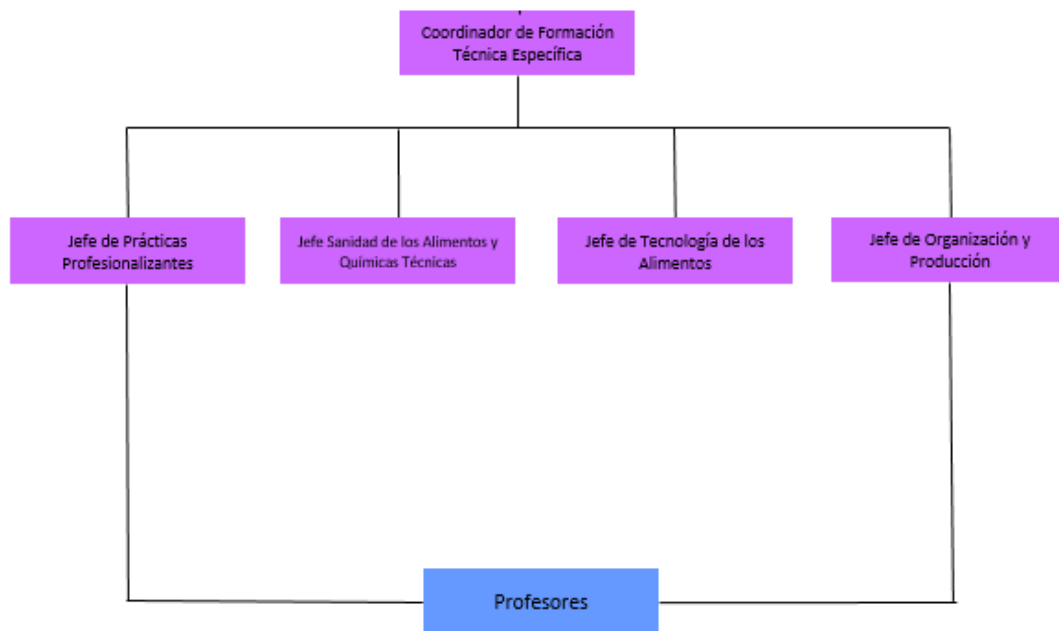 Coordinador de Formación
Técnica Específica
Jefe de Prácticas
Profesionalizantes
Jefe Sanidad de los Alimentos y
Químicas Técnicas
Jefe de Tecnología de los
Alimentos
Jefe de Organización y
Producción
Profesores